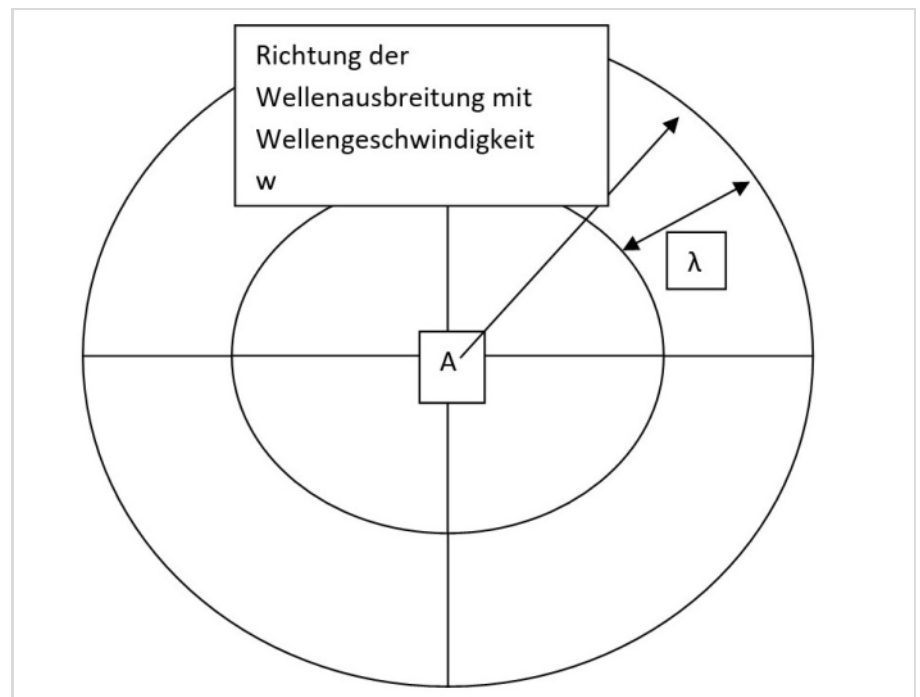 Richtung der
Wellenausbreitung mit
Wellengeschwindigkeit
w
λ
A